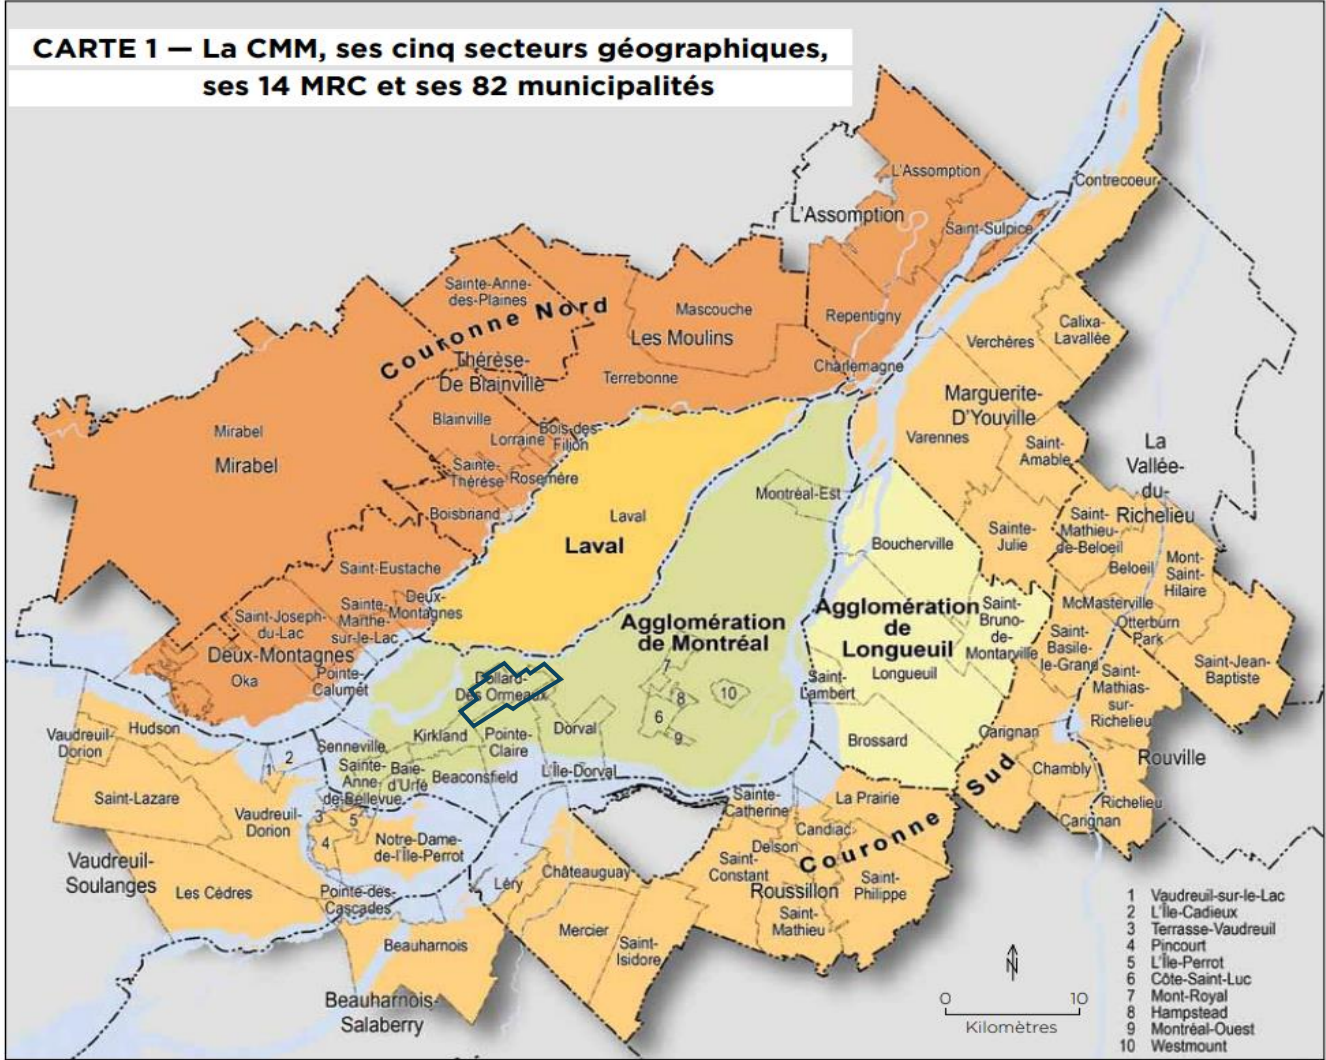 CARTE 1 — La CMM, ses cinq secteurs géographiques,
ses 14 MRC et ses 82 municipalités
L'Assomption
Contrecoeur
L'Assomption
Saint-Sulpice
Sainte-Anne-
des-Plaines
Couronne Nord
Mascouche
Les Moulins
Repentigny
Calixa-
Lavallée
Verchères
Thérèse-
De Blainville
Terrebonne
Charlemagne
Marguerite-
D'Youville
Blainville
Lorraine
Bois-des-
Filion
Mirabel
Mirabel
Varennes
Saint-
Amable
La
Vallée-
du-
Richelieu
Sainte-
Thérèse
Rosemère
Montréal-Est
Boisbriand
Laval
Laval
Boucherville
Sainte-
Julie
Saint-
Mathieu-
de-Beloeil
Beloeil
Mont-
Saint-
Hilaire
Saint-Eustache
Deux-
Montagnes
Sainte-
Marthe-
sur-le-Lac
Saint-Joseph-
du-Lac
Deux-Montagnes
Oka
Pointe-
Calumet
Agglomération
de Montréal
Agglomération
de
Longueuil
Longueuil
Saint-
Bruno-
de-
Montarville
McMasterville
Otterburn
Park
Saint-
Basile-
le-Grand
Saint-
Mathias-
sur-
Richelieu
Saint-Jean-
Baptiste
Dollard-
Des Ormeaux
7
8
10
6
9
Saint-
Lambert
Brossard
Carignan
Rouville
Chambly
Richelieu
Carignan
Vaudreuil-
Dorion
Hudson
1
2
Senneville
Kirkland
Pointe-
Claire
Dorval
L'Île-Dorval
Sainte-
Anne-
de-Bellevue
Baie-
d'Urfé
Beaconsfield
Saint-Lazare
Vaudreuil-
Dorion
3
5
4
Notre-Dame-
de-l'Île-Perrot
Vaudreuil-
Soulanges
Les Cèdres
Pointe-des-
Cascades
Léry
Châteauguay
Sainte-
Catherine
La Prairie
Candiac
Delson
Saint-
Constant
Roussillon
Saint-
Philippe
Saint-
Mathieu
Couronne Sud
Beauharnois
Mercier
Saint-
Isidore
Beauharnois-
Salaberry
N
0 10
Kilomètres
1 Vaudreuil-sur-le-Lac
2 L'Île-Cadieux
3 Terrasse-Vaudreuil
4 Pincourt
5 L'Île-Perrot
6 Côte-Saint-Luc
7 Mont-Royal
8 Hampstead
9 Montréal-Ouest
10 Westmount